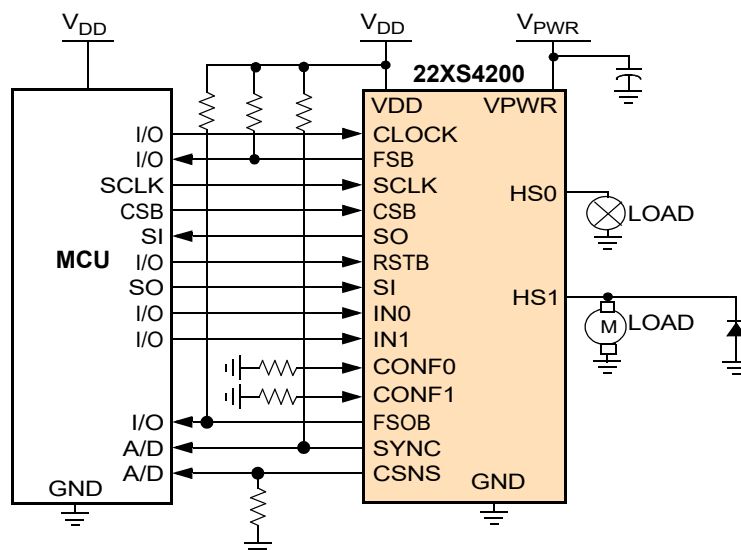 VDD VDD VPWR
22XS4200
VDD VPWR
I/O CLOCK
I/O FSB
SCLK SCLK
CSB CSB
HS0
LOAD
SI SO
MCU
I/O RSTB
SO SI
HS1
I/O IN0
M LOAD
I/O IN1
CONF0
CONF1
I/O FSOB
A/D SYNC
A/D CSNS
GND GND